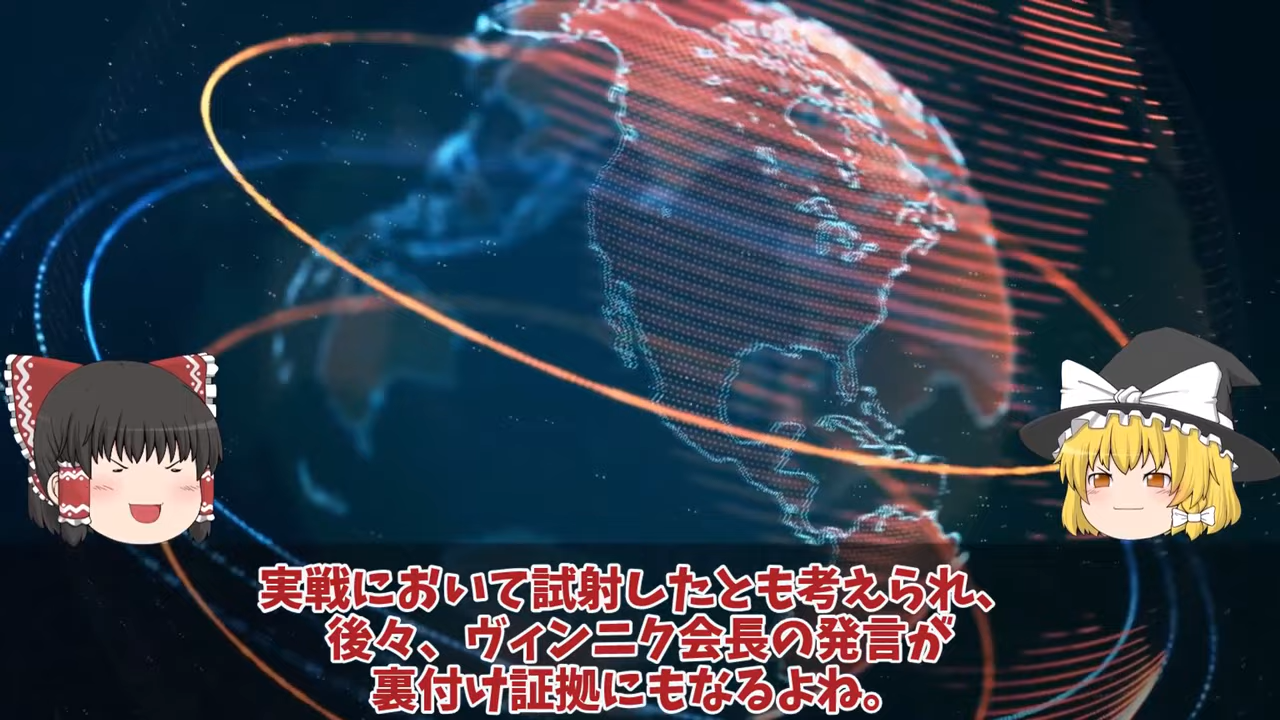 実戦において試射したとも考えられ、
後々、ヴィンニク会長の発言が
裏付け証拠にもなるよね。